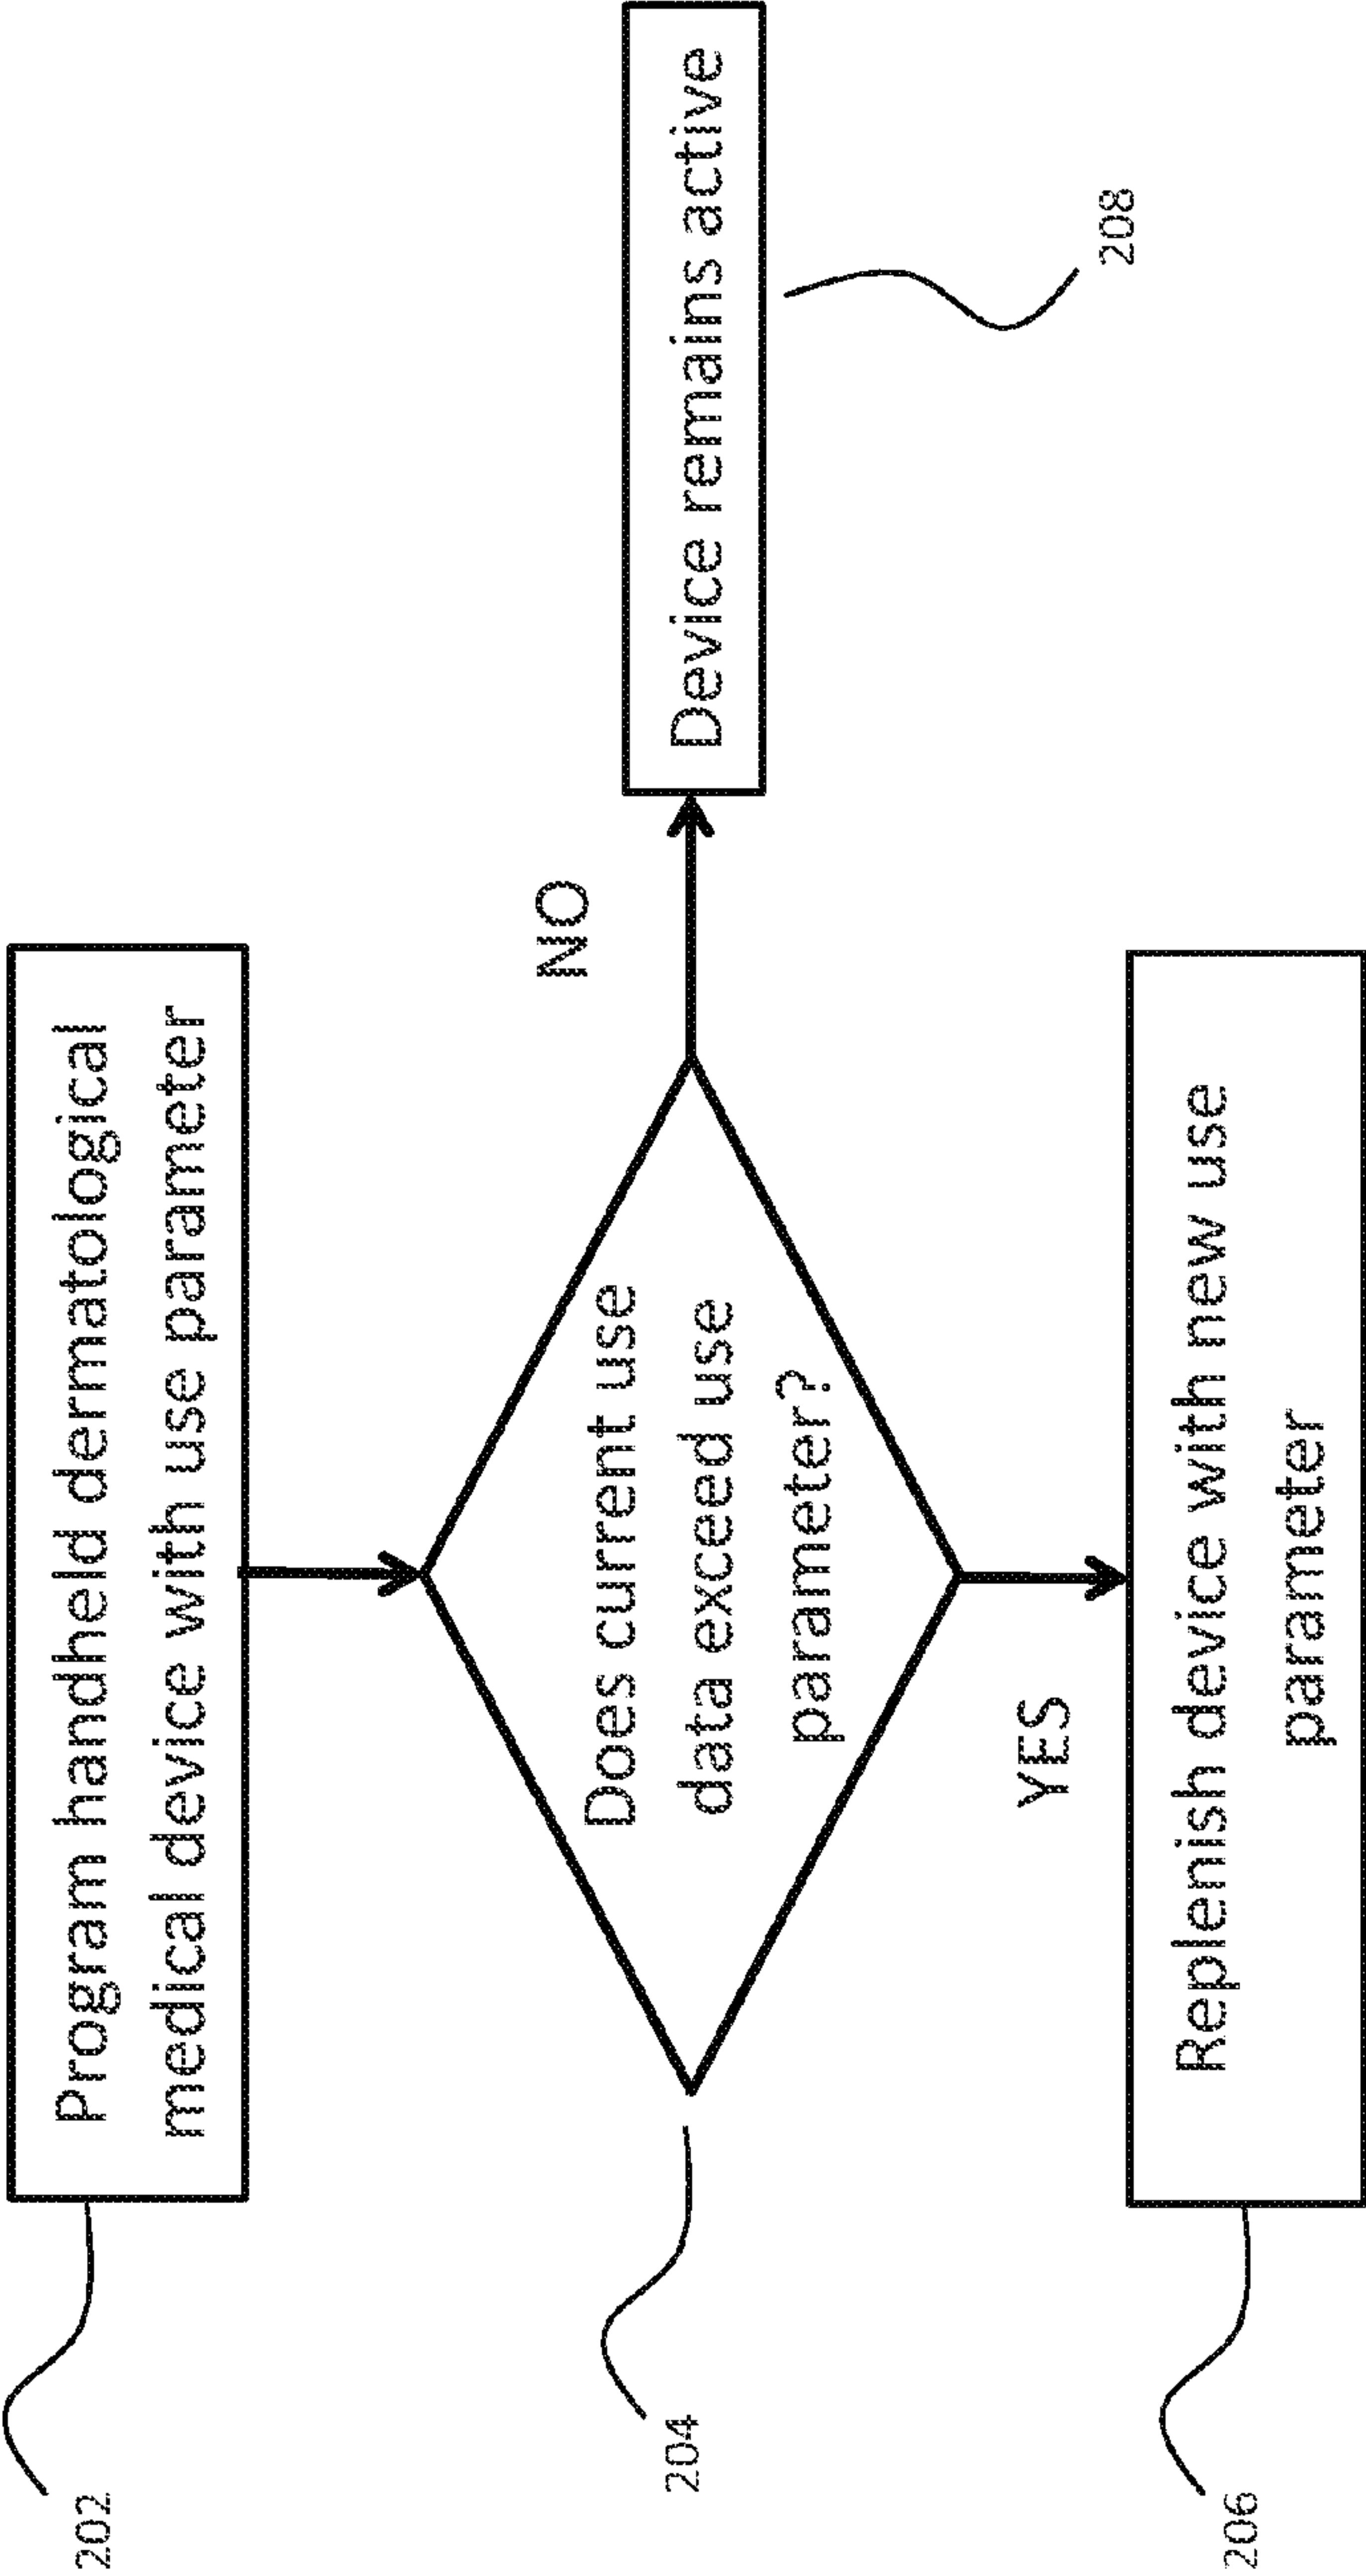 202
Program handheld dermatological
medical device with use parameter
204
Does current use
data exceed use
parameter?
NO
Device remains active
208
YES
206
Replenish device with new use
parameter